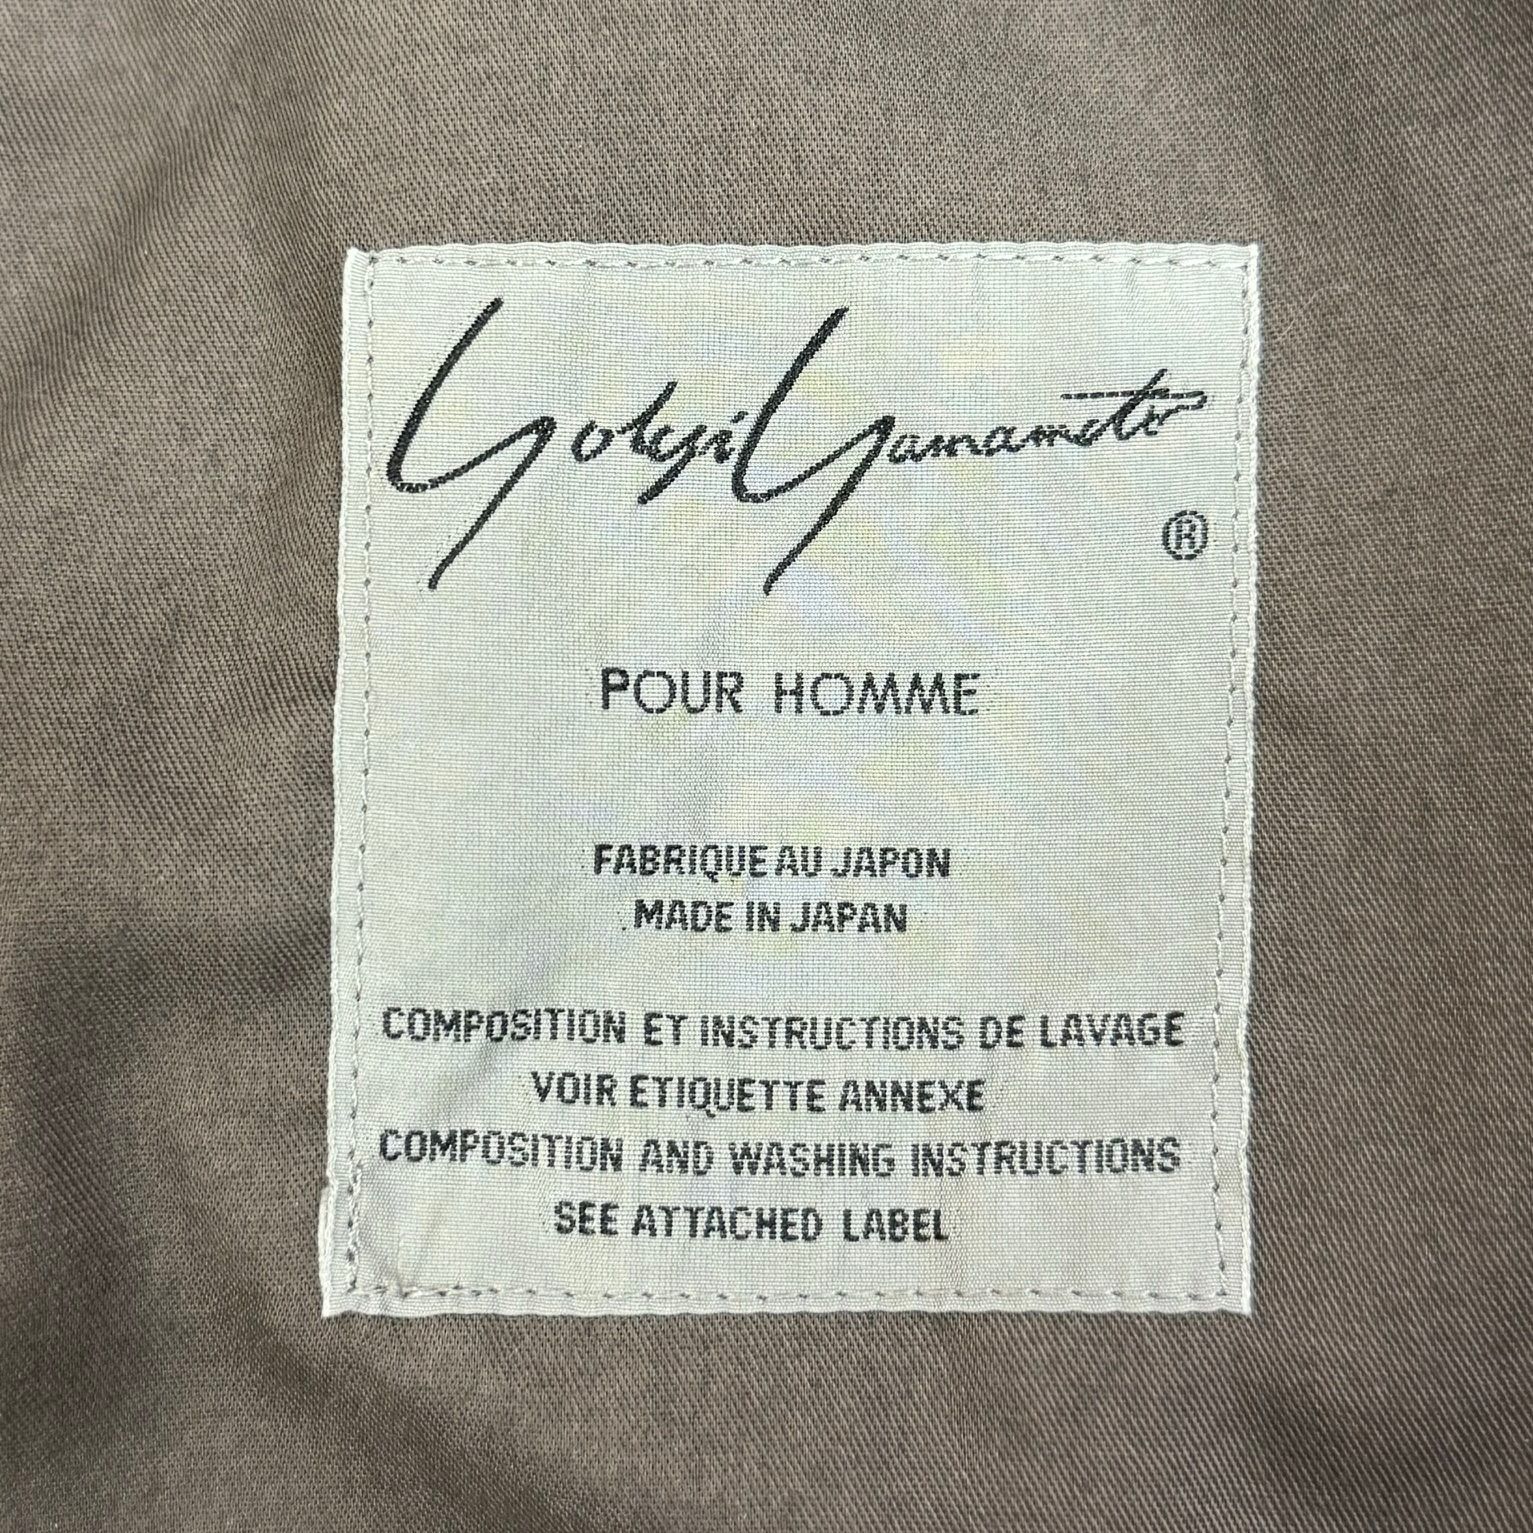 Yohji Yamamoto
®
POUR HOMME
FABRIQUE AU JAPON
MADE IN JAPAN
COMPOSITION ET INSTRUCTIONS DE LAVAGE
VOIR ETIQUETTE ANNEXE
COMPOSITION AND WASHING INSTRUCTIONS
SEE ATTACHED LABEL